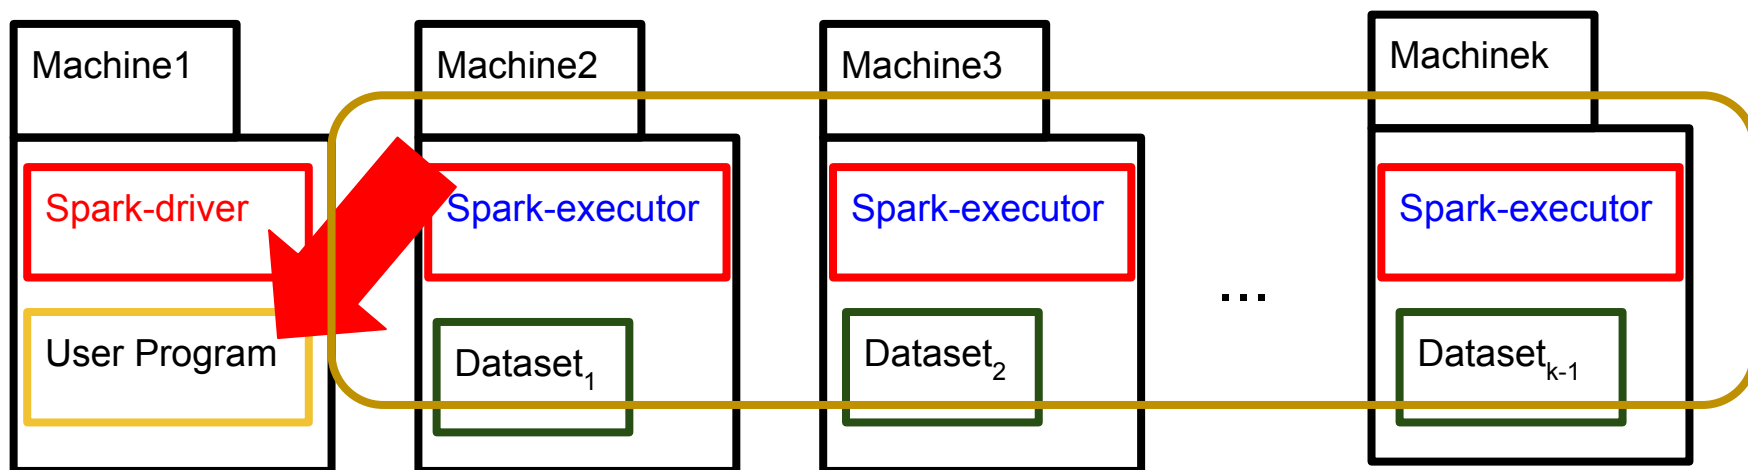 Machine1
Spark-driver
User Program
Machine2
Spark-executor
Dataset1
Machine3
Spark-executor
Dataset2
...
Machinek
Spark-executor
Datasetk-1